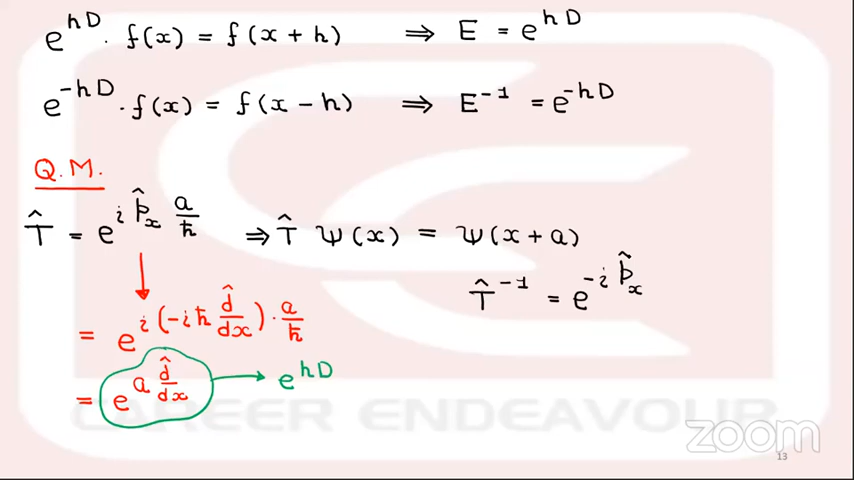 e^{hD} · f(x) = f(x + h) ⇒ E = e^{hD}
e^{-hD} · f(x) = f(x − h) ⇒ E^{-1} = e^{-hD}
Q.M.
T̂ = e^{i p̂_x a/ħ} ⇒ T̂ Ψ(x) = Ψ(x + a)
T̂^{-1} = e^{-i p̂_x}
= e^{i(-iħ d̂/dx) · a/ħ}
= e^{a d̂/dx} → e^{hD}
CAREER ENDEAVOUR
zoom
13